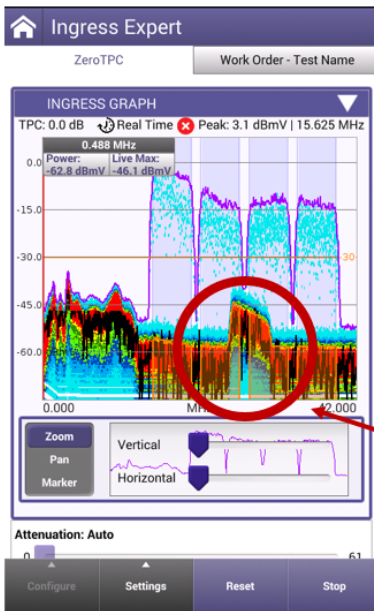 Ingress Expert
ZeroTPC
Work Order - Test Name
INGRESS GRAPH
TPC: 0.0 dB Real Time Peak: 3.1 dBmV | 15.625 MHz
0.488 MHz
Power: Live Max:
-62.8 dBmV -46.1 dBmV
0.0
-15.0
-30.0
30
-45.0
-60.0
0.000 MH 42.000
Zoom
Pan
Marker
Vertical
Horizontal
Attenuation: Auto
0 61
Configure Settings Reset Stop